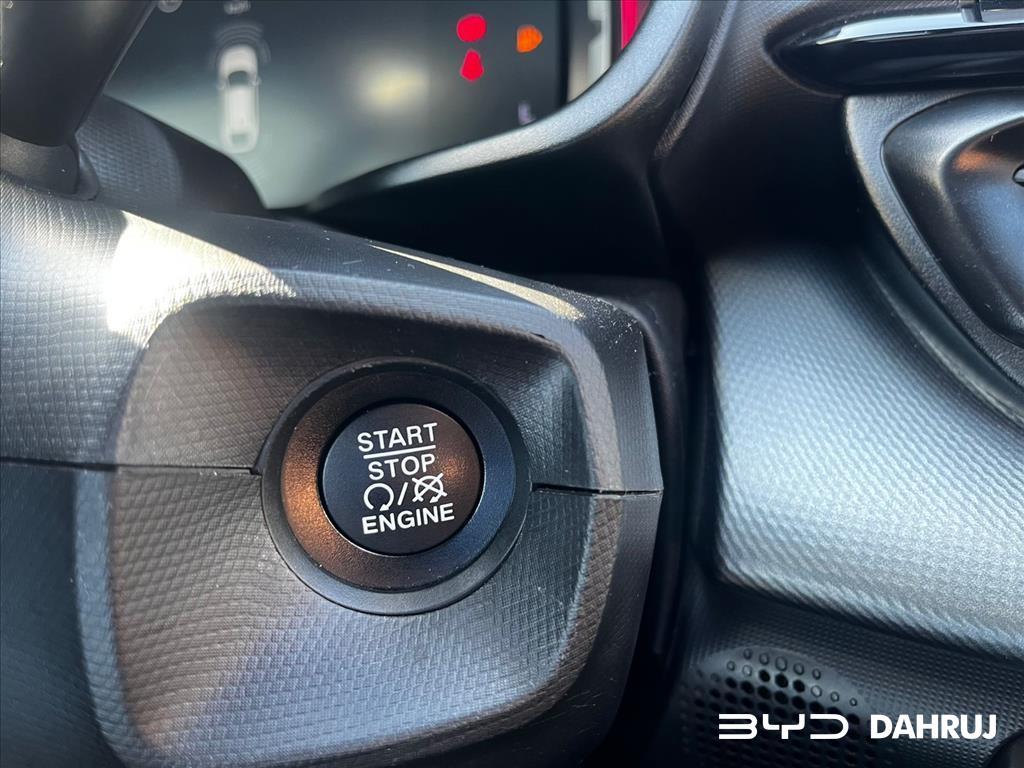 START
STOP
ENGINE
BYD DAHRUJ